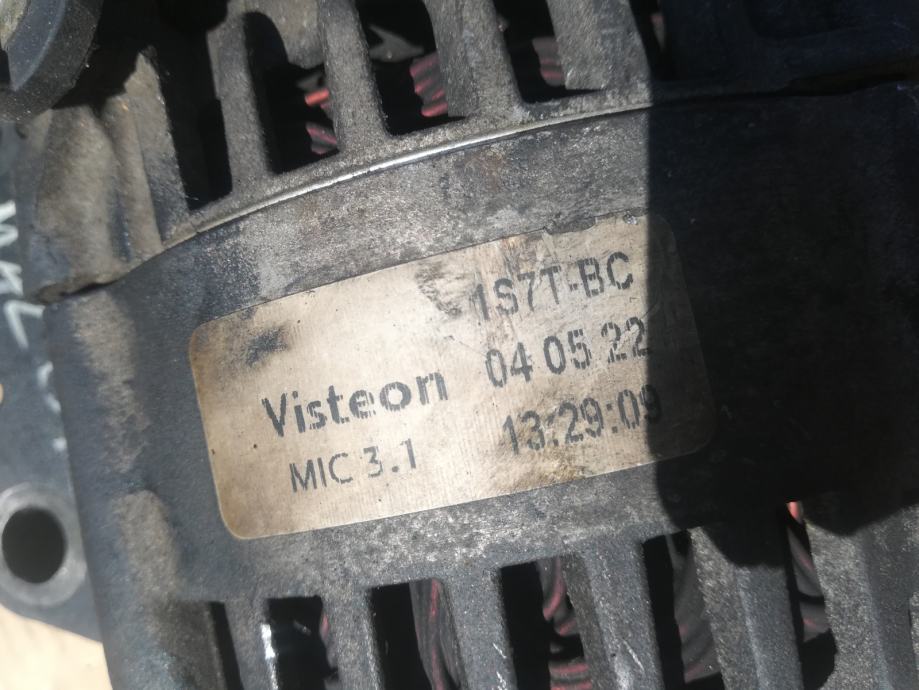 1S7T-BC
Visteon 04 05 22
MIC 3.1 13:29:09